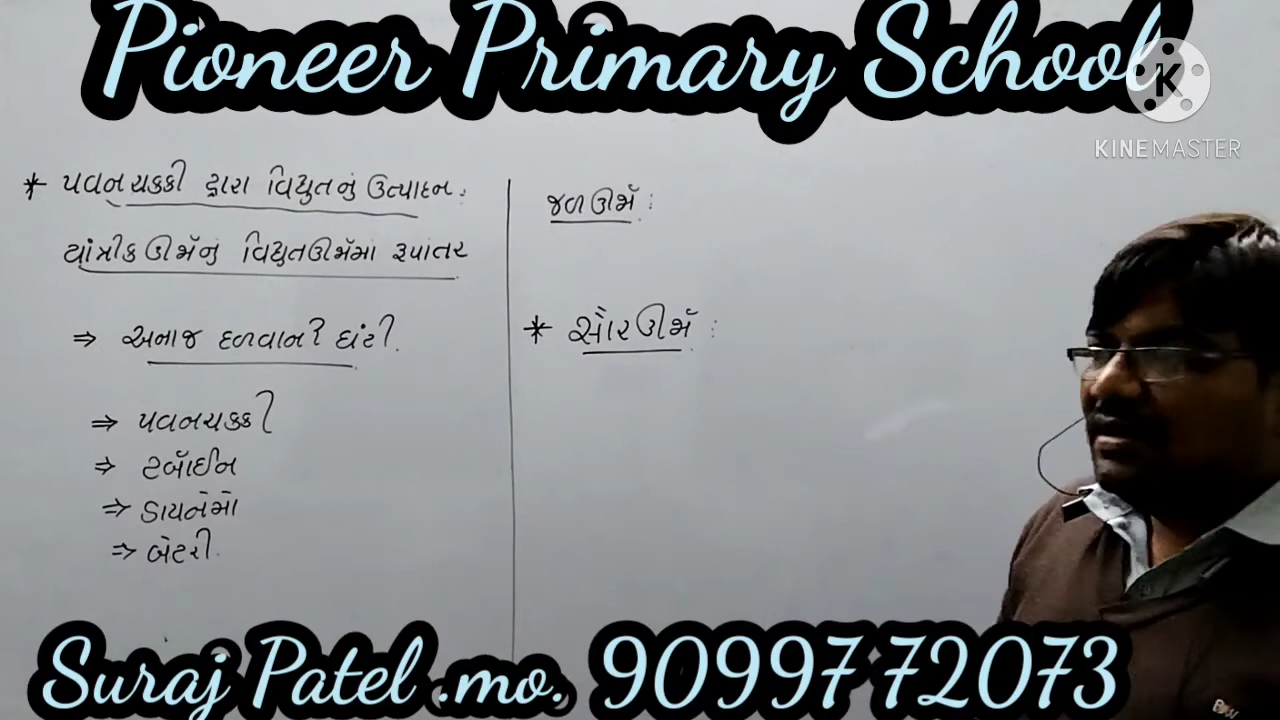 Pioneer Primary School
KINEMASTER
* પવનચક્કી દ્વારા વિદ્યુતનું ઉત્પાદન :
યાંત્રીક ઊર્જાનું વિદ્યુતઊર્જામાં રૂપાતર
⇒ અનાજ દળવાની ઘંટી.
⇒ પવનચક્કી
⇒ ટર્બાઈન
⇒ ડાયનેમો
⇒ બેટરી.
જળઊર્જા :
* સૌરઊર્જા :
Suraj Patel .mo. 90997 72073